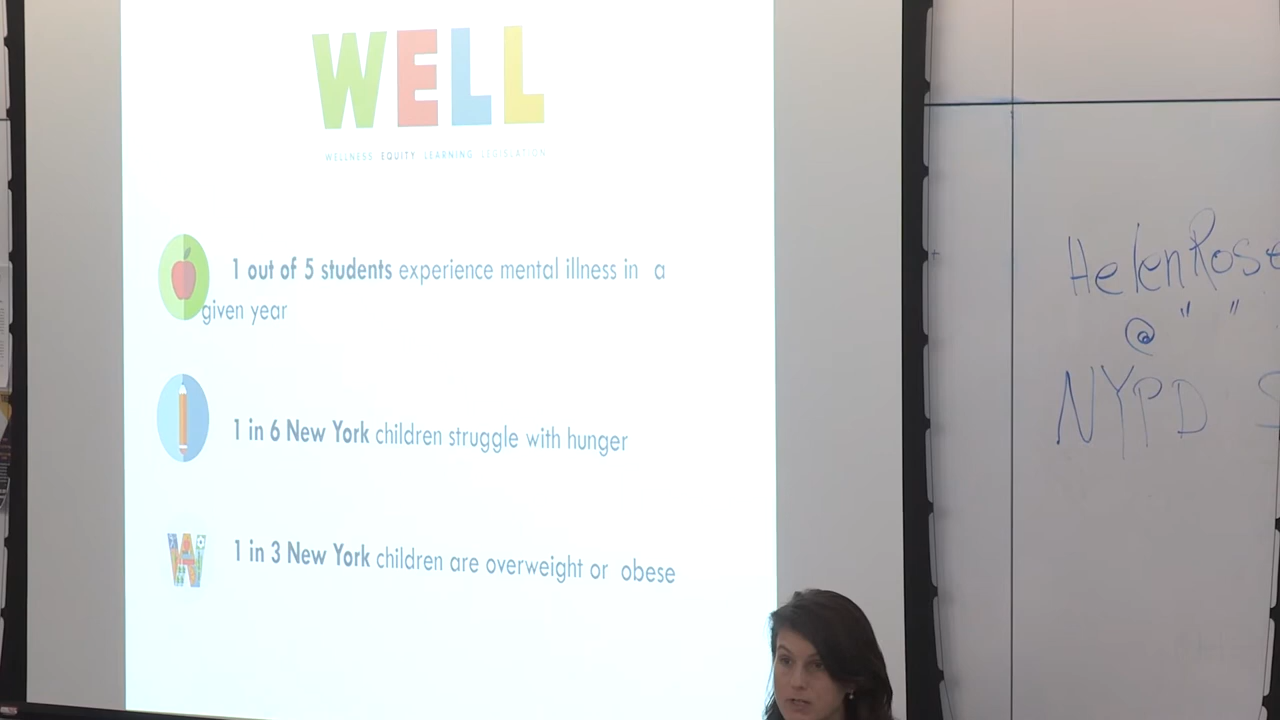 WELL
WELLNESS EQUITY LEARNING LEGISLATION
1 out of 5 students experience mental illness in a
given year
1 in 6 New York children struggle with hunger
1 in 3 New York children are overweight or obese
HelenRose
@ " "
NYPD S